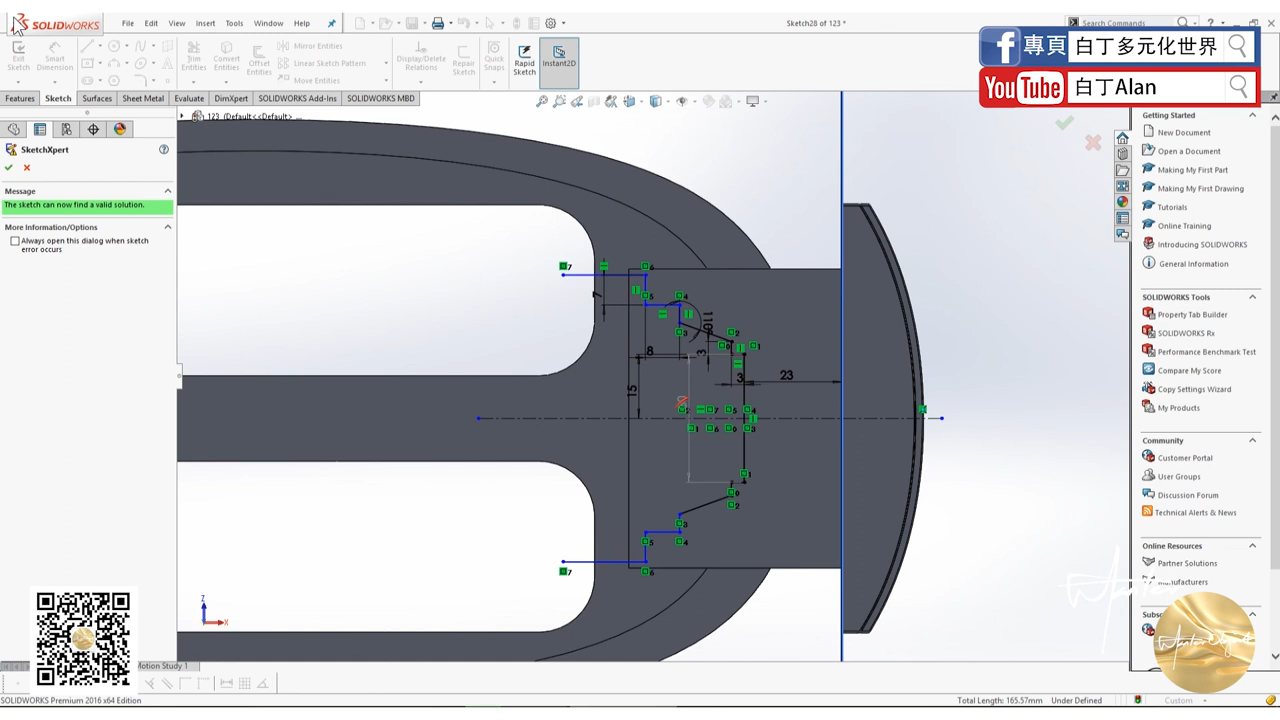 SOLIDWORKS File Edit View Insert Tools Window Help Sketch28 of 123 * Search Commands
專頁 白丁多元化世界
YouTube 白丁Alan
Exit Sketch Smart Dimension Trim Entities Convert Entities Offset Entities Mirror Entities Linear Sketch Pattern Move Entities Display/Delete Relations Repair Sketch Quick Snaps Rapid Sketch Instant2D
Features Sketch Surfaces Sheet Metal Evaluate DimXpert SOLIDWORKS Add-Ins SOLIDWORKS MBD
123 (Default<<Default>_...
SketchXpert
Message
The sketch can now find a valid solution.
More Information/Options
Always open this dialog when sketch
error occurs
7
8
15
110°
3
3
23
Getting Started
New Document
Open a Document
Making My First Part
Making My First Drawing
Tutorials
Online Training
Introducing SOLIDWORKS
General Information
SOLIDWORKS Tools
Property Tab Builder
SOLIDWORKS Rx
Performance Benchmark Test
Compare My Score
Copy Settings Wizard
My Products
Community
Customer Portal
User Groups
Discussion Forum
Technical Alerts & News
Online Resources
Partner Solutions
Manufacturers
Z
X
Motion Study 1
SOLIDWORKS Premium 2016 x64 Edition Total Length: 165.57mm Under Defined Custom